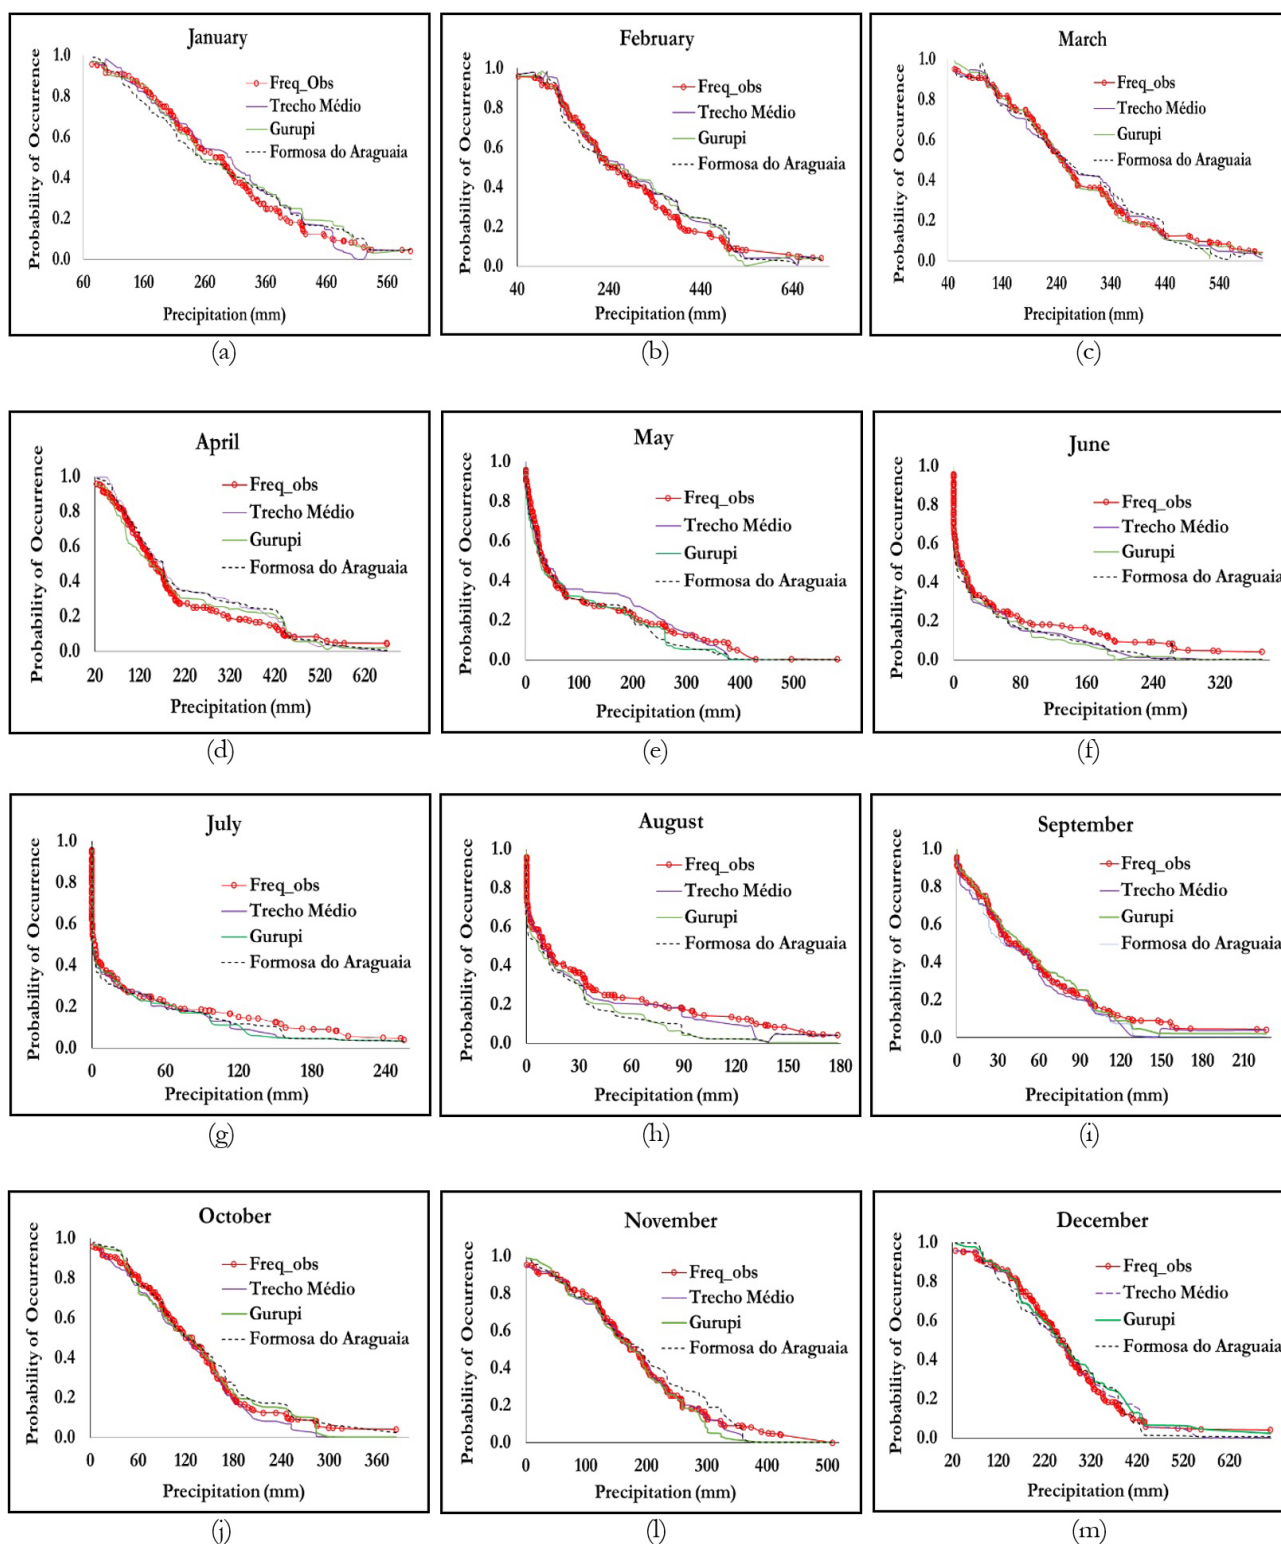 January
Probability of Occurrence
1.0
0.8
0.6
0.4
0.2
0.0
Freq_Obs
Trecho Médio
Gurupi
Formosa do Araguaia
60 160 260 360 460 560
Precipitation (mm)
(a)
February
Probability of Occurrence
1.0
0.8
0.6
0.4
0.2
0.0
Freq_obs
Trecho Médio
Gurupi
Formosa do Araguaia
40 240 440 640
Precipitation (mm)
(b)
March
Probability of Occurrence
1.0
0.8
0.6
0.4
0.2
0.0
Freq_obs
Trecho Médio
Gurupi
Formosa do Araguaia
40 140 240 340 440 540
Precipitation (mm)
(c)
April
Probability of Occurrence
1.0
0.8
0.6
0.4
0.2
0.0
Freq_obs
Trecho Médio
Gurupi
Formosa do Araguaia
20 120 220 320 420 520 620
Precipitation (mm)
(d)
May
Probability of Occurrence
1.0
0.8
0.6
0.4
0.2
0.0
Freq_obs
Trecho Médio
Gurupi
Formosa do Araguaia
0 100 200 300 400 500
Precipitation (mm)
(e)
June
Probability of Occurrence
1.0
0.8
0.6
0.4
0.2
0.0
Freq_obs
Trecho Médio
Gurupi
Formosa do Araguaia
0 80 160 240 320
Precipitation (mm)
(f)
July
Probability of Occurrence
1.0
0.8
0.6
0.4
0.2
0.0
Freq_obs
Trecho Médio
Gurupi
Formosa do Araguaia
0 60 120 180 240
Precipitation (mm)
(g)
August
Probability of Occurrence
1.0
0.8
0.6
0.4
0.2
0.0
Freq_obs
Trecho Médio
Gurupi
Formosa do Araguaia
0 30 60 90 120 150 180
Precipitation (mm)
(h)
September
Probability of Occurrence
1.0
0.8
0.6
0.4
0.2
0.0
Freq_obs
Trecho Médio
Gurupi
Formosa do Araguaia
0 30 60 90 120 150 180 210
Precipitation (mm)
(i)
October
Probability of Occurrence
1.0
0.8
0.6
0.4
0.2
0.0
Freq_obs
Trecho Médio
Gurupi
Formosa do Araguaia
0 60 120 180 240 300 360
Precipitation (mm)
(j)
November
Probability of Occurrence
1.0
0.8
0.6
0.4
0.2
0.0
Freq_obs
Trecho Médio
Gurupi
Formosa do Araguaia
0 100 200 300 400 500
Precipitation (mm)
(l)
December
Probability of Occurrence
1.0
0.8
0.6
0.4
0.2
0.0
Freq_obs
Trecho Médio
Gurupi
Formosa do Araguaia
20 120 220 320 420 520 620
Precipitation (mm)
(m)